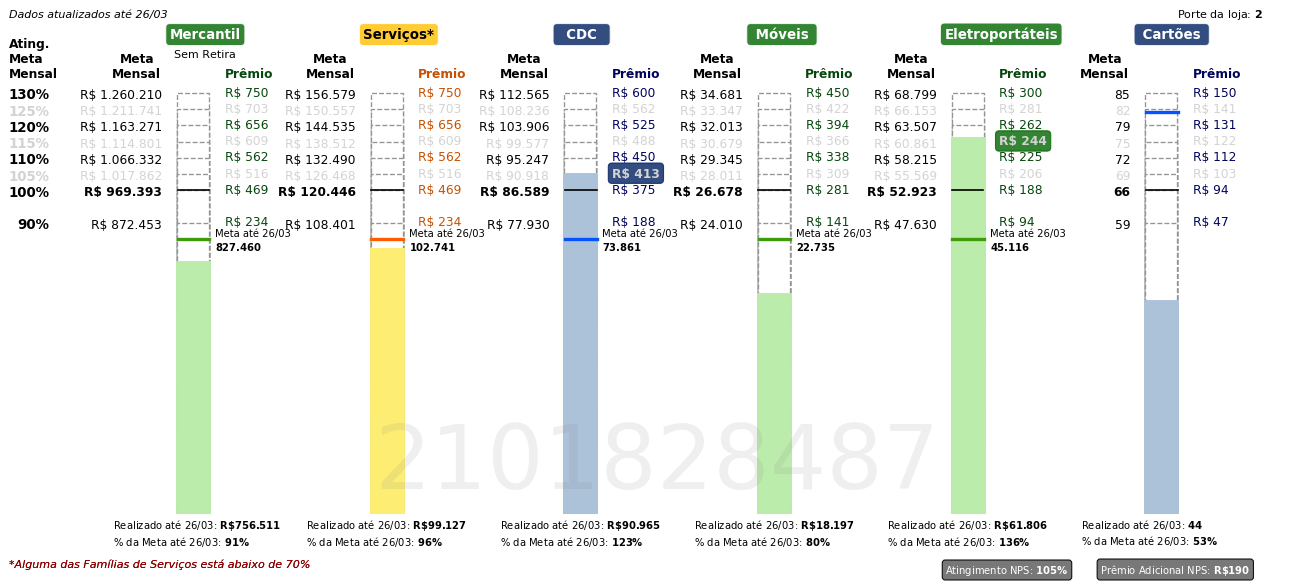 Dados atualizados até 26/03
Porte da loja: 2
Mercantil Serviços* CDC Móveis Eletroportáteis Cartões
Sem Retira
Ating. Meta Mensal
Meta Mensal Prêmio Meta Mensal Prêmio Meta Mensal Prêmio Meta Mensal Prêmio Meta Mensal Prêmio Meta Mensal Prêmio
130% R$ 1.260.210 R$ 750 R$ 156.579 R$ 750 R$ 112.565 R$ 600 R$ 34.681 R$ 450 R$ 68.799 R$ 300 85 R$ 150
125% R$ 1.211.741 R$ 703 R$ 150.557 R$ 703 R$ 108.236 R$ 562 R$ 33.347 R$ 422 R$ 66.153 R$ 281 82 R$ 141
120% R$ 1.163.271 R$ 656 R$ 144.535 R$ 656 R$ 103.906 R$ 525 R$ 32.013 R$ 394 R$ 63.507 R$ 262 79 R$ 131
115% R$ 1.114.801 R$ 609 R$ 138.512 R$ 609 R$ 99.577 R$ 488 R$ 30.679 R$ 366 R$ 60.861 R$ 244 75 R$ 122
110% R$ 1.066.332 R$ 562 R$ 132.490 R$ 562 R$ 95.247 R$ 450 R$ 29.345 R$ 338 R$ 58.215 R$ 225 72 R$ 112
105% R$ 1.017.862 R$ 516 R$ 126.468 R$ 516 R$ 90.918 R$ 413 R$ 28.011 R$ 309 R$ 55.569 R$ 206 69 R$ 103
100% R$ 969.393 R$ 469 R$ 120.446 R$ 469 R$ 86.589 R$ 375 R$ 26.678 R$ 281 R$ 52.923 R$ 188 66 R$ 94
90% R$ 872.453 R$ 234 R$ 108.401 R$ 234 R$ 77.930 R$ 188 R$ 24.010 R$ 141 R$ 47.630 R$ 94 59 R$ 47
Meta até 26/03 Meta até 26/03 Meta até 26/03 Meta até 26/03 Meta até 26/03
827.460 102.741 73.861 22.735 45.116
2101828487
Realizado até 26/03: R$756.511 Realizado até 26/03: R$99.127 Realizado até 26/03: R$90.965 Realizado até 26/03: R$18.197 Realizado até 26/03: R$61.806 Realizado até 26/03: 44
% da Meta até 26/03: 91% % da Meta até 26/03: 96% % da Meta até 26/03: 123% % da Meta até 26/03: 80% % da Meta até 26/03: 136% % da Meta até 26/03: 53%
*Alguma das Famílias de Serviços está abaixo de 70%
Atingimento NPS: 105% Prêmio Adicional NPS: R$190